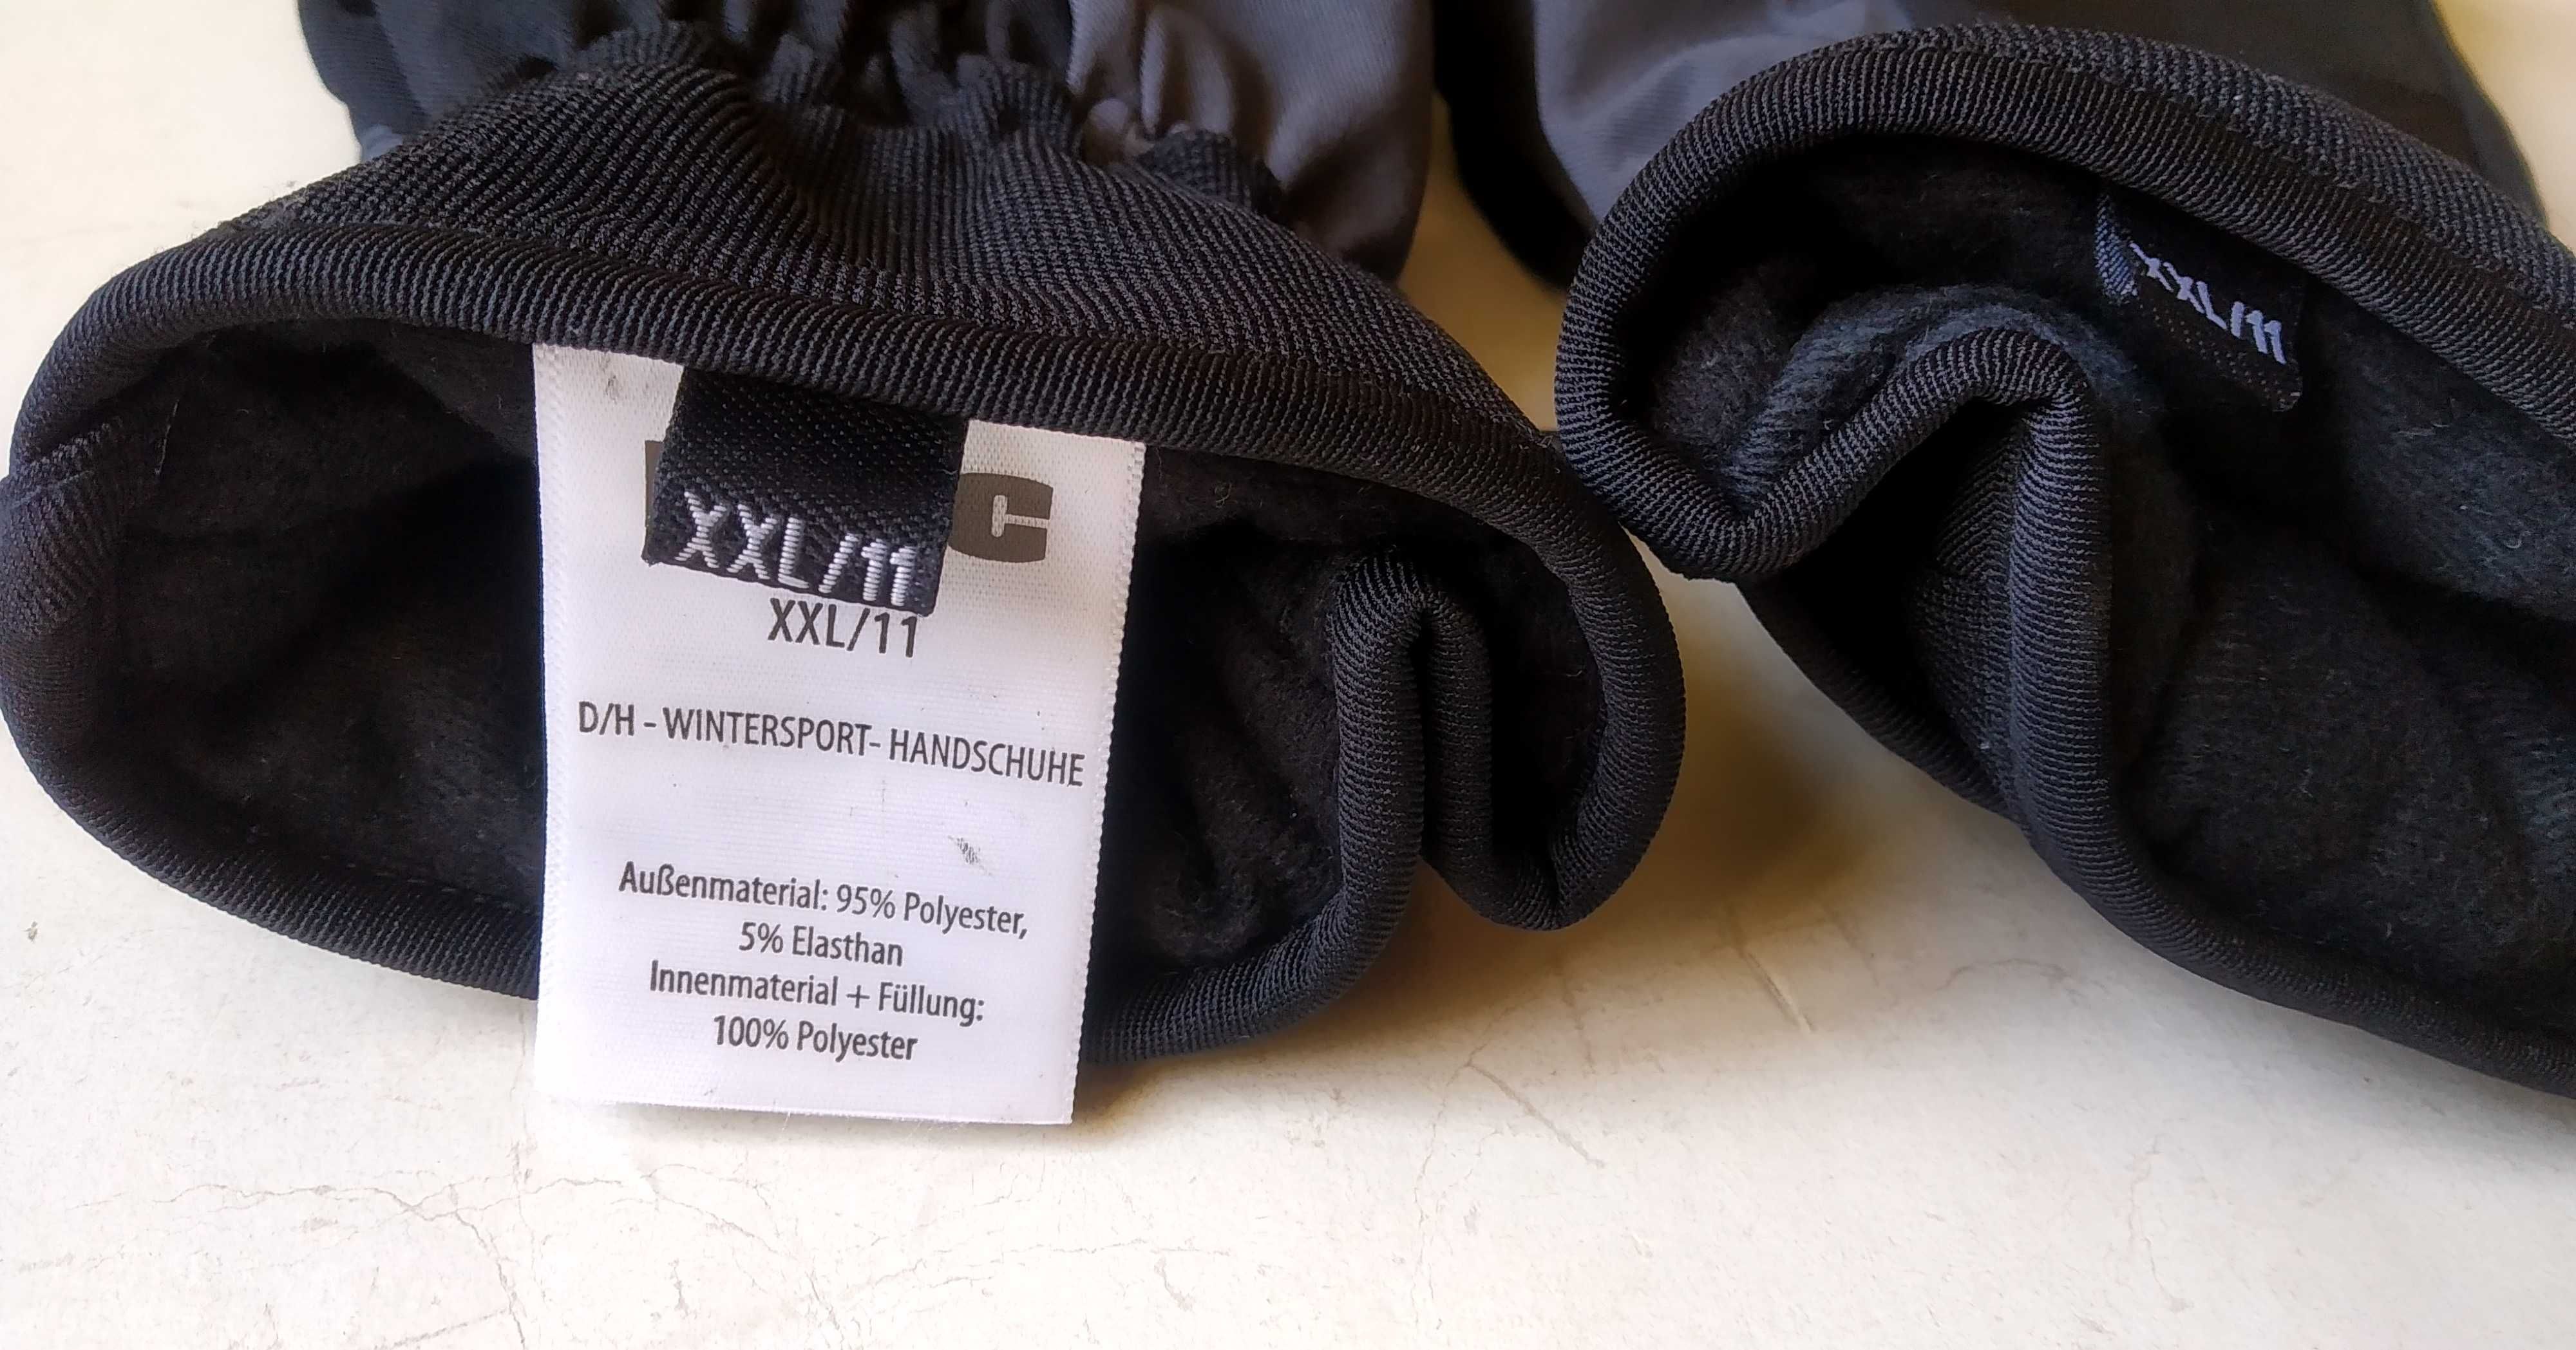 XXL/11
XXL/11
XXL/11
D/H - WINTERSPORT- HANDSCHUHE
Außenmaterial: 95% Polyester,
5% Elasthan
Innenmaterial + Füllung:
100% Polyester